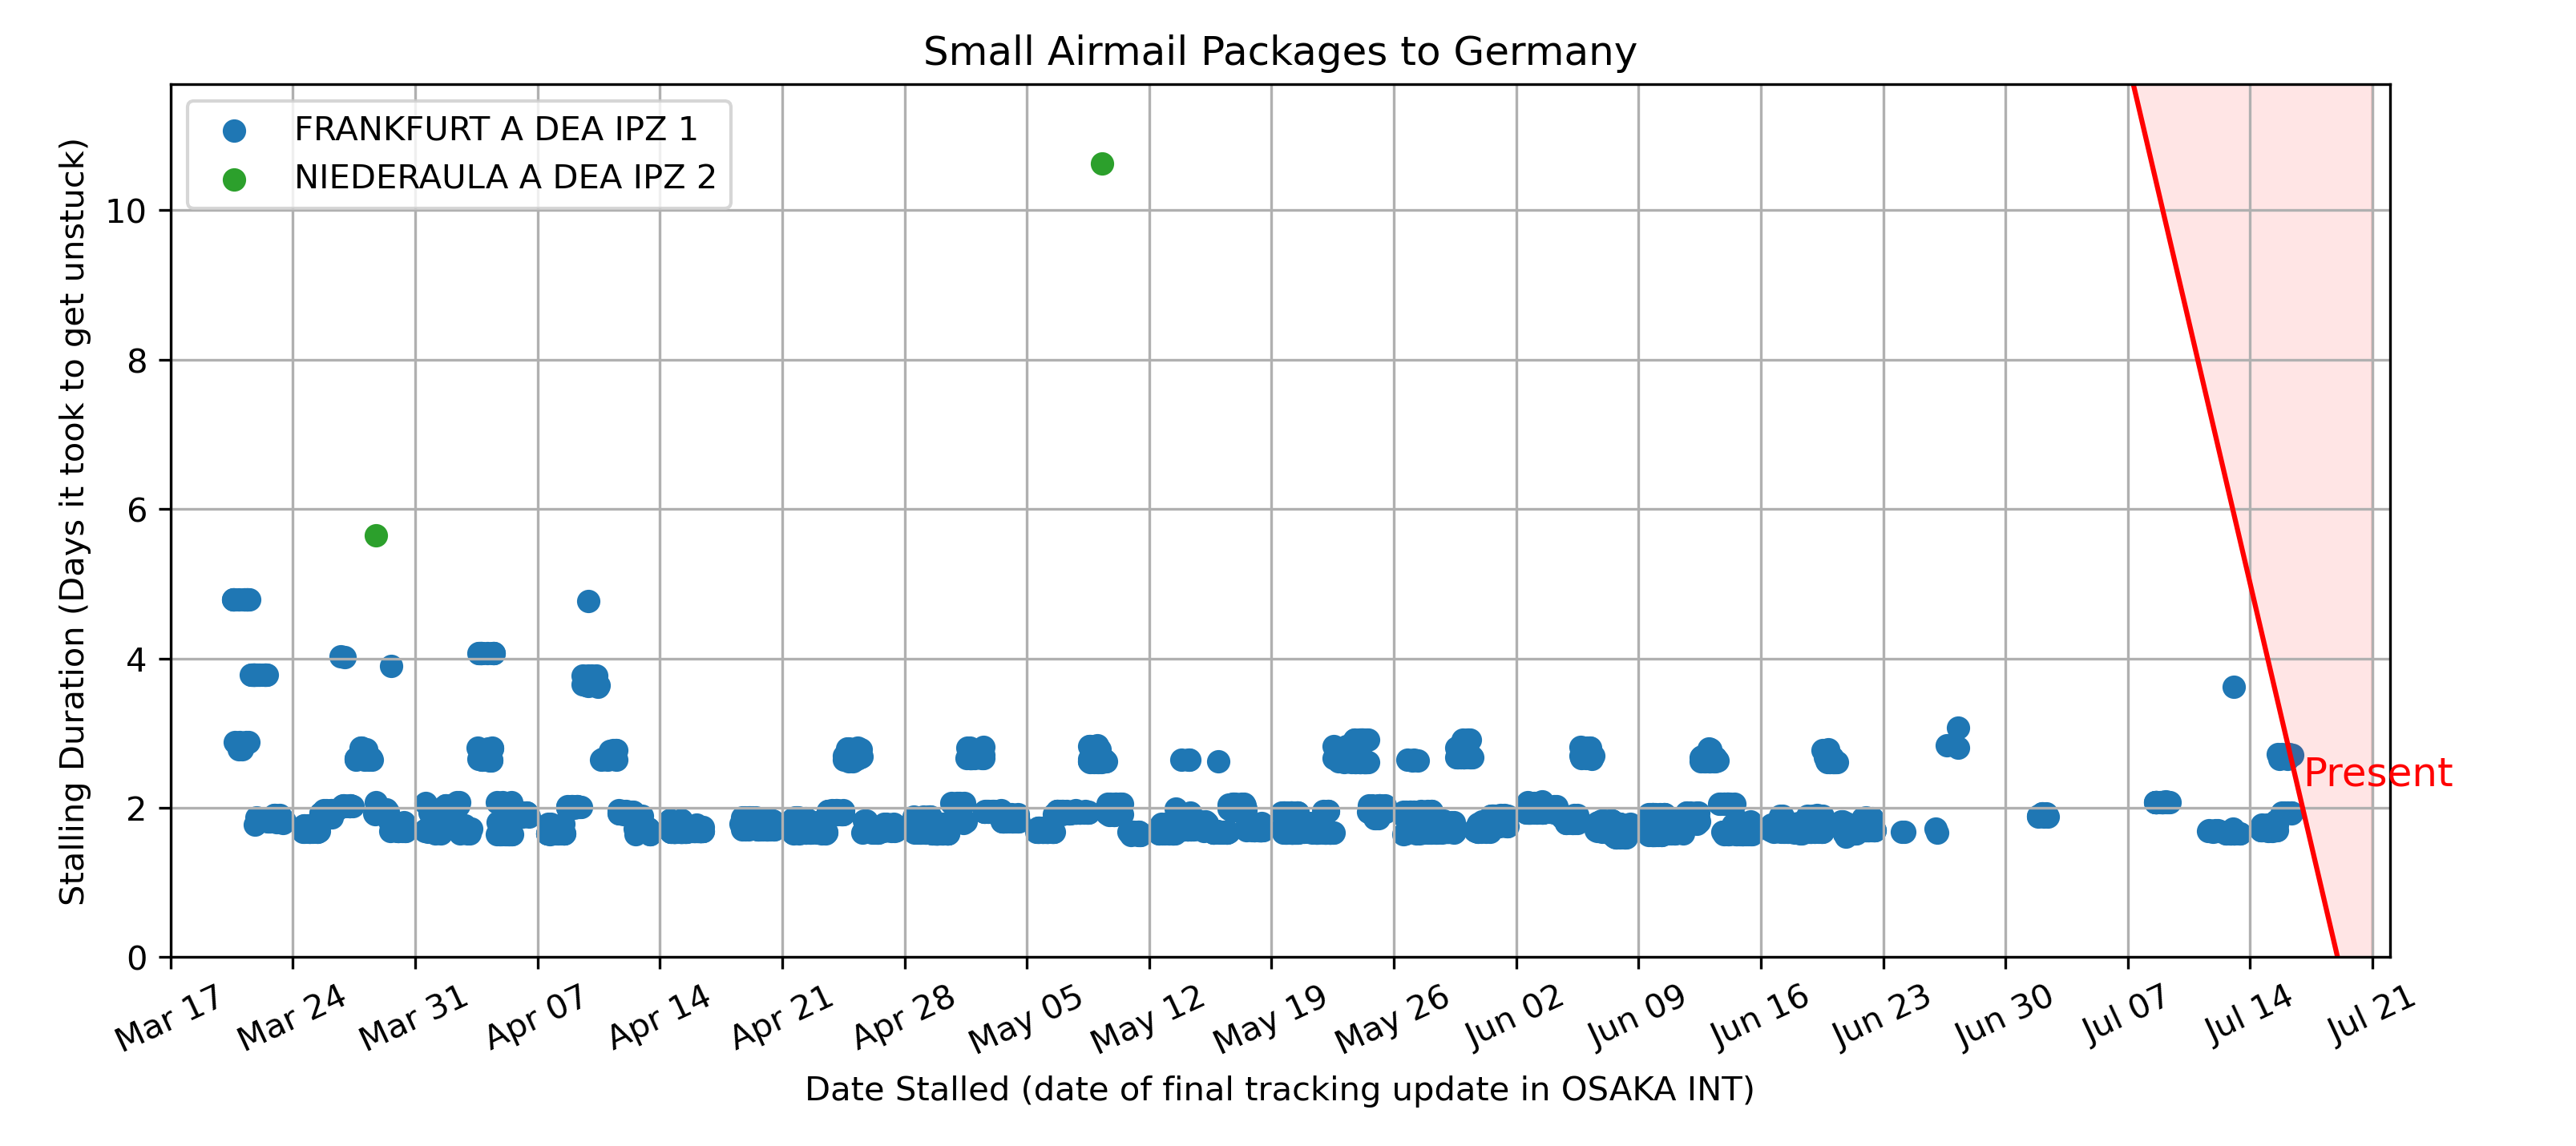 Small Airmail Packages to Germany
FRANKFURT A DEA IPZ 1
NIEDERAULA A DEA IPZ 2
Stalling Duration (Days it took to get unstuck)
10
8
6
4
2
0
Present
Mar 17 Mar 24 Mar 31 Apr 07 Apr 14 Apr 21 Apr 28 May 05 May 12 May 19 May 26 Jun 02 Jun 09 Jun 16 Jun 23 Jun 30 Jul 07 Jul 14 Jul 21
Date Stalled (date of final tracking update in OSAKA INT)